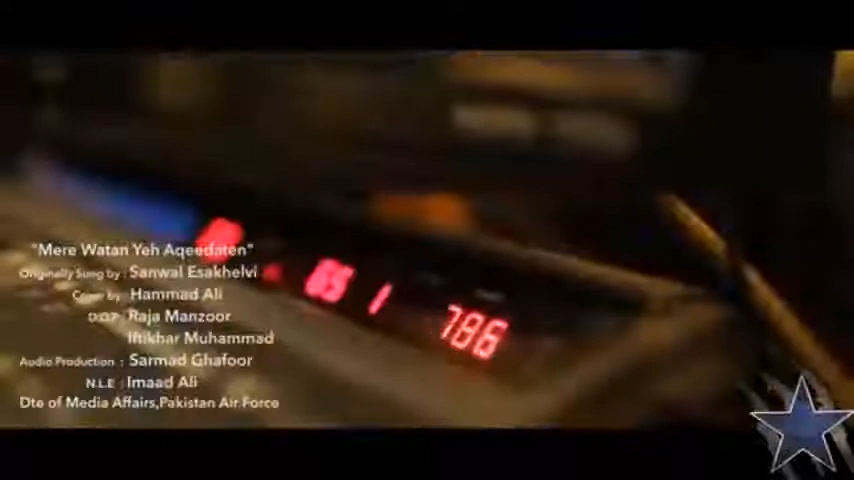 "Mere Watan Yeh Aqeedaten"
Originally Sung by : Sanwal Esakhelvi
Cover by : Hammad Ali
D.O.P : Raja Manzoor
Iftikhar Muhammad
Audio Production : Sarmad Ghafoor
N.L.E : Imaad Ali
Dte of Media Affairs,Pakistan Air Force
1
786